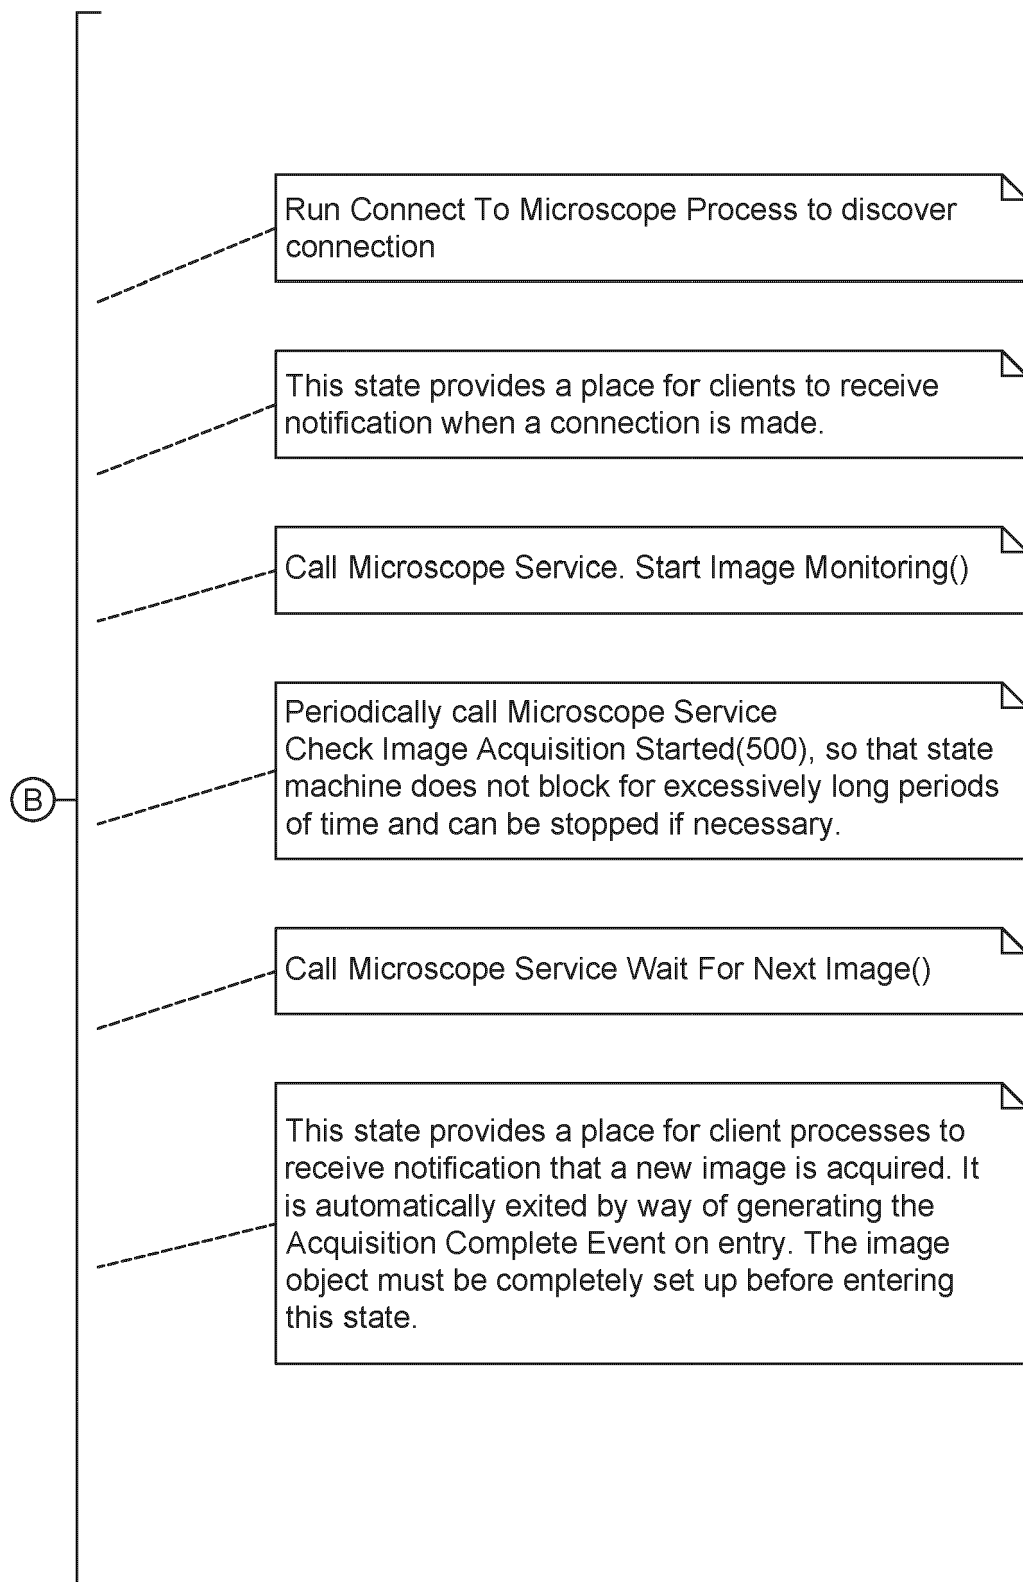 Run Connect To Microscope Process to discover
connection
This state provides a place for clients to receive
notification when a connection is made.
Call Microscope Service. Start Image Monitoring()
Periodically call Microscope Service
Check Image Acquisition Started(500), so that state
machine does not block for excessively long periods
of time and can be stopped if necessary.
B
Call Microscope Service Wait For Next Image()
This state provides a place for client processes to
receive notification that a new image is acquired. It
is automatically exited by way of generating the
Acquisition Complete Event on entry. The image
object must be completely set up before entering
this state.